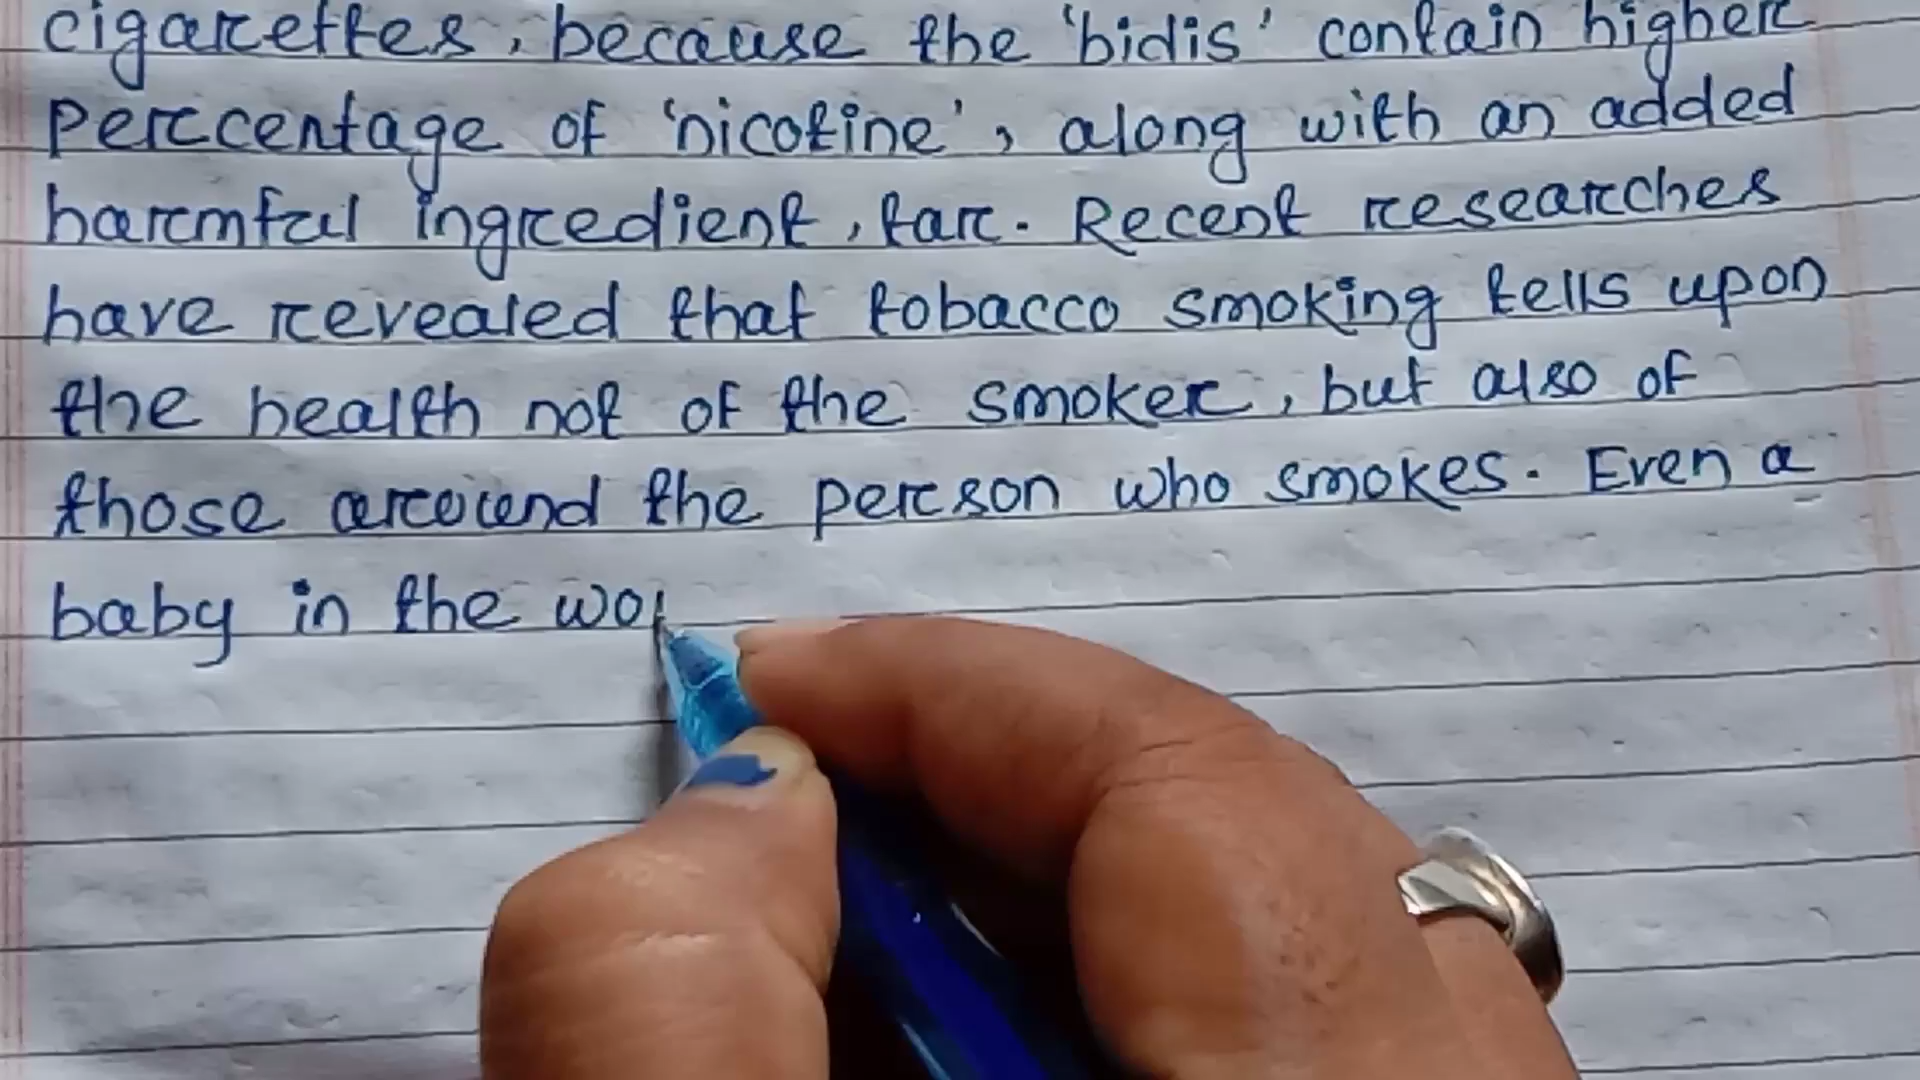 cigarettes, because the 'bidis' contain higher
percentage of 'nicotine', along with an added
harmful ingredient, tar. Recent researches
have revealed that tobacco smoking tells upon
the health not of the smoker, but also of
those around the person who smokes. Even a
baby in the